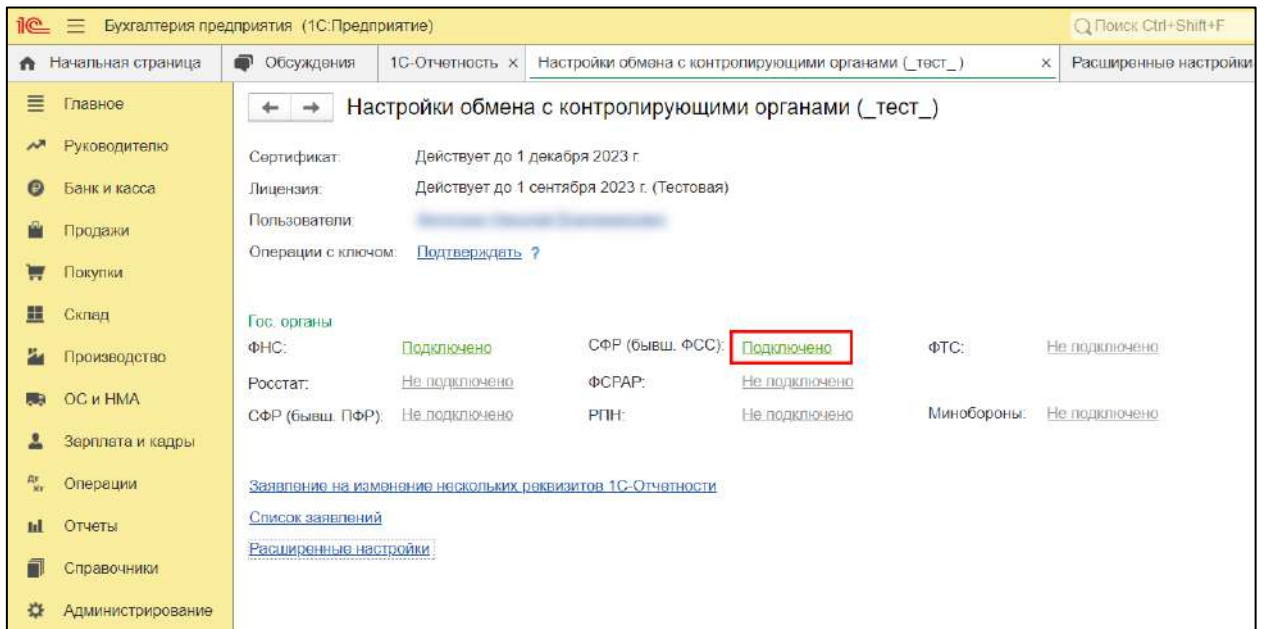 1С Бухгалтерия предприятия (1С:Предприятие) Поиск Ctrl+Shift+F
Начальная страница Обсуждения 1С-Отчетность × Настройки обмена с контролирующими органами (_тест_) × Расширенные настройки
Главное
Руководителю
Банк и касса
Продажи
Покупки
Склад
Производство
ОС и НМА
Зарплата и кадры
Операции
Отчеты
Справочники
Администрирование
Настройки обмена с контролирующими органами (_тест_)
Сертификат: Действует до 1 декабря 2023 г.
Лицензия: Действует до 1 сентября 2023 г. (Тестовая)
Пользователи:
Операции с ключом: Подтверждать ?
Гос. органы
ФНС: Подключено СФР (бывш. ФСС): Подключено ФТС: Не подключено
Росстат: Не подключено ФСРАР: Не подключено
СФР (бывш. ПФР): Не подключено РПН: Не подключено Минобороны: Не подключено
Заявление на изменение нескольких реквизитов 1С-Отчетности
Список заявлений
Расширенные настройки